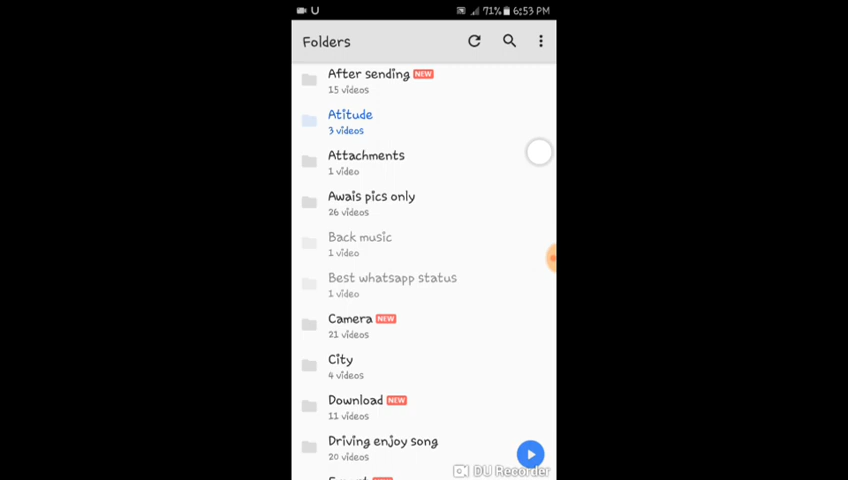 U 71% 6:53 PM
Folders
After sending NEW
15 videos
Atitude
3 videos
Attachments
1 video
Awais pics only
26 videos
Back music
1 video
Best whatsapp status
1 video
Camera NEW
21 videos
City
4 videos
Download NEW
11 videos
Driving enjoy song
20 videos
DU Recorder